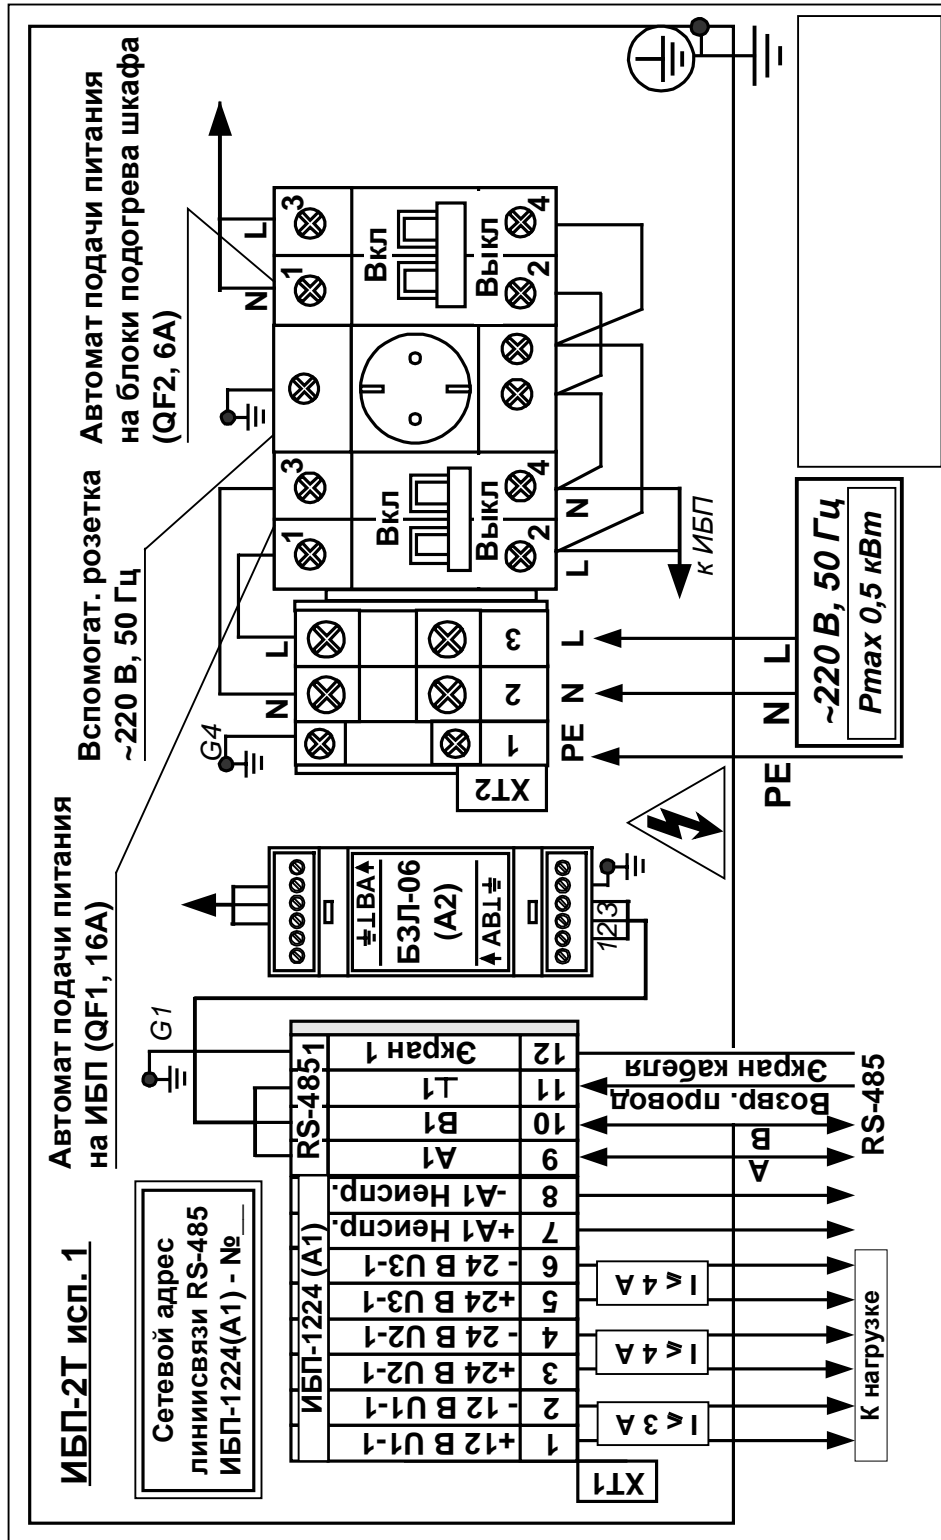 ИБП-2Т исп. 1
Сетевой адрес
линиисвязи RS-485
ИБП-1224(А1) - №__
Автомат подачи питания
на ИБП (QF1, 16А)
Вспомогат. розетка
~220 В, 50 Гц
Автомат подачи питания
на блоки подогрева шкафа
(QF2, 6А)
ИБП-1224 (А1)
RS-4851
+12 В U1-1
1
- 12 В U1-1
2
+24 В U2-1
3
- 24 В U2-1
4
+24 В U3-1
5
- 24 В U3-1
6
+А1 Неиспр.
7
-А1 Неиспр.
8
А1
9
В1
10
⊥1
11
Экран 1
12
XT1
I ⩽ 3 А
I ⩽ 4 А
I ⩽ 4 А
К нагрузке
А
В
Возвр. провод
Экран кабеля
RS-485
G1
⊥ВА
БЗЛ-06
(А2)
АВ⊥
1 2 3
G4
N
L
1
2
3
XT2
PE
N
L
PE
N
L
~220 В, 50 Гц
Pmax 0,5 кВт
1
3
Вкл
Выкл
2
4
L
N
к ИБП
N
L
1
3
Вкл
Выкл
2
4